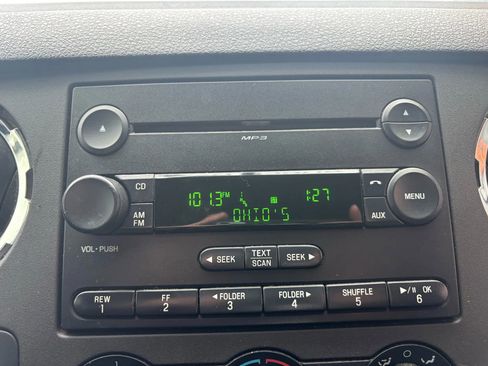 MP3
CD
101.3 FM 1:27
AM
FM
OHIO'S
AUX
MENU
VOL • PUSH
◄ SEEK
TEXT
SCAN
SEEK ►
REW
1
FF
2
◄ FOLDER
3
FOLDER ►
4
SHUFFLE
5
►/II OK
6